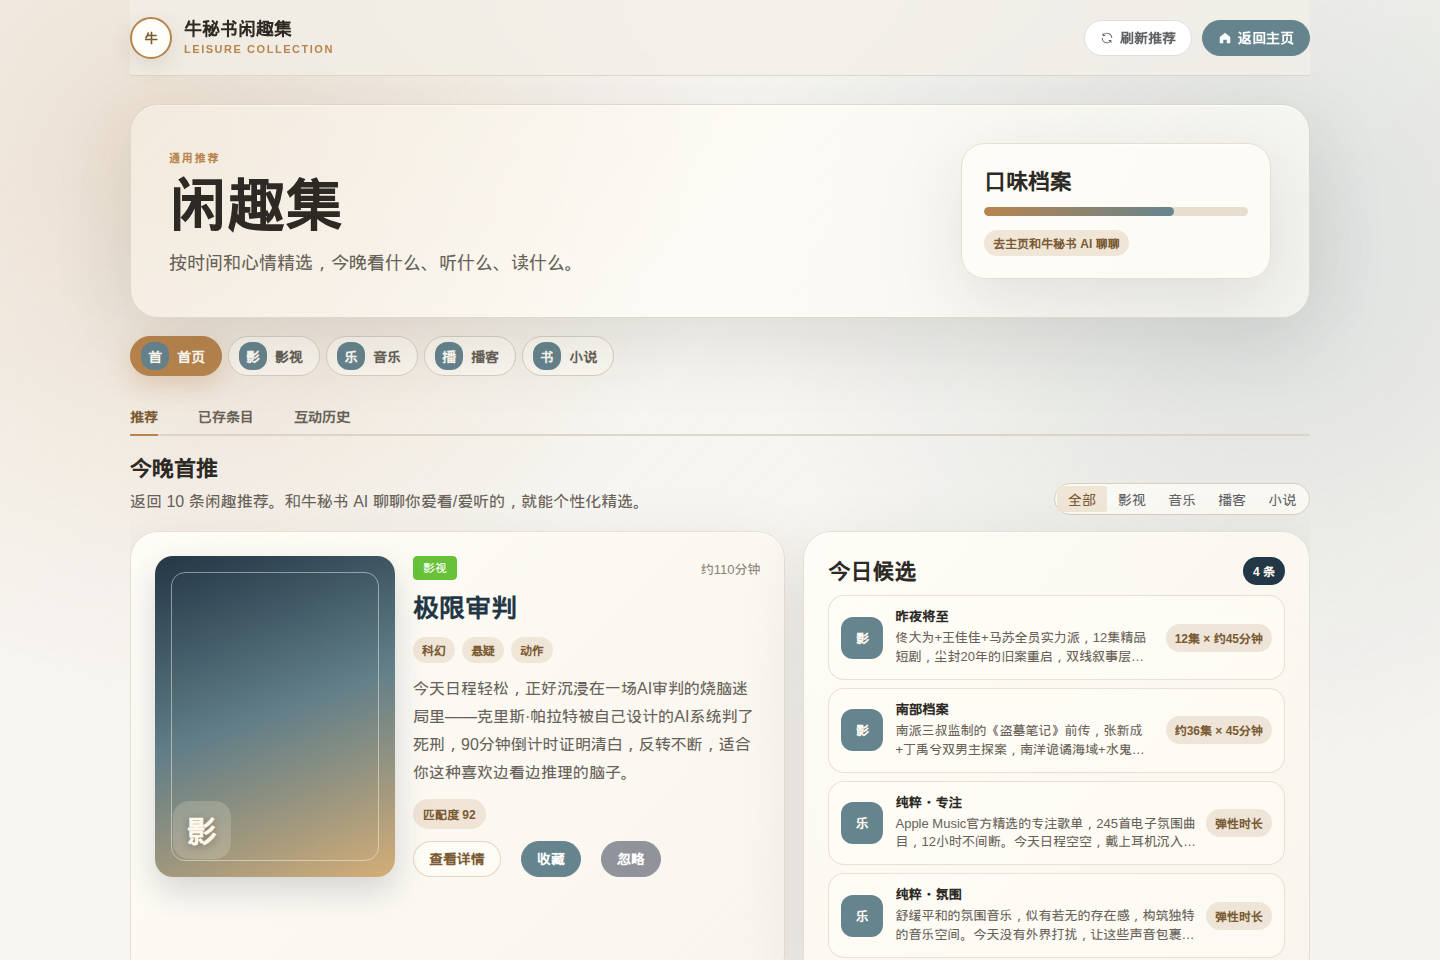 牛
牛秘书闲趣集
LEISURE COLLECTION
刷新推荐
返回主页
通用推荐
闲趣集
按时间和心情精选，今晚看什么、听什么、读什么。
口味档案
去主页和牛秘书 AI 聊聊
首 首页
影 影视
乐 音乐
播 播客
书 小说
推荐
已存条目
互动历史
今晚首推
返回 10 条闲趣推荐。和牛秘书 AI 聊聊你爱看/爱听的，就能个性化精选。
全部
影视
音乐
播客
小说
影
影视
约110分钟
极限审判
科幻
悬疑
动作
今天日程轻松，正好沉浸在一场AI审判的烧脑迷
局里——克里斯·帕拉特被自己设计的AI系统判了
死刑，90分钟倒计时证明清白，反转不断，适合
你这种喜欢边看边推理的脑子。
匹配度 92
查看详情
收藏
忽略
今日候选
4 条
影
昨夜将至
佟大为+王佳佳+马苏全员实力派，12集精品
短剧，尘封20年的旧案重启，双线叙事层…
12集 × 约45分钟
影
南部档案
南派三叔监制的《盗墓笔记》前传，张新成
+丁禹兮双男主探案，南洋诡谲海域+水鬼…
约36集 × 45分钟
乐
纯粹 · 专注
Apple Music官方精选的专注歌单，245首电子氛围曲
目，12小时不间断。今天日程空空，戴上耳机沉入…
弹性时长
乐
纯粹 · 氛围
舒缓平和的氛围音乐，似有若无的存在感，构筑独特
的音乐空间。今天没有外界打扰，让这些声音包裹…
弹性时长